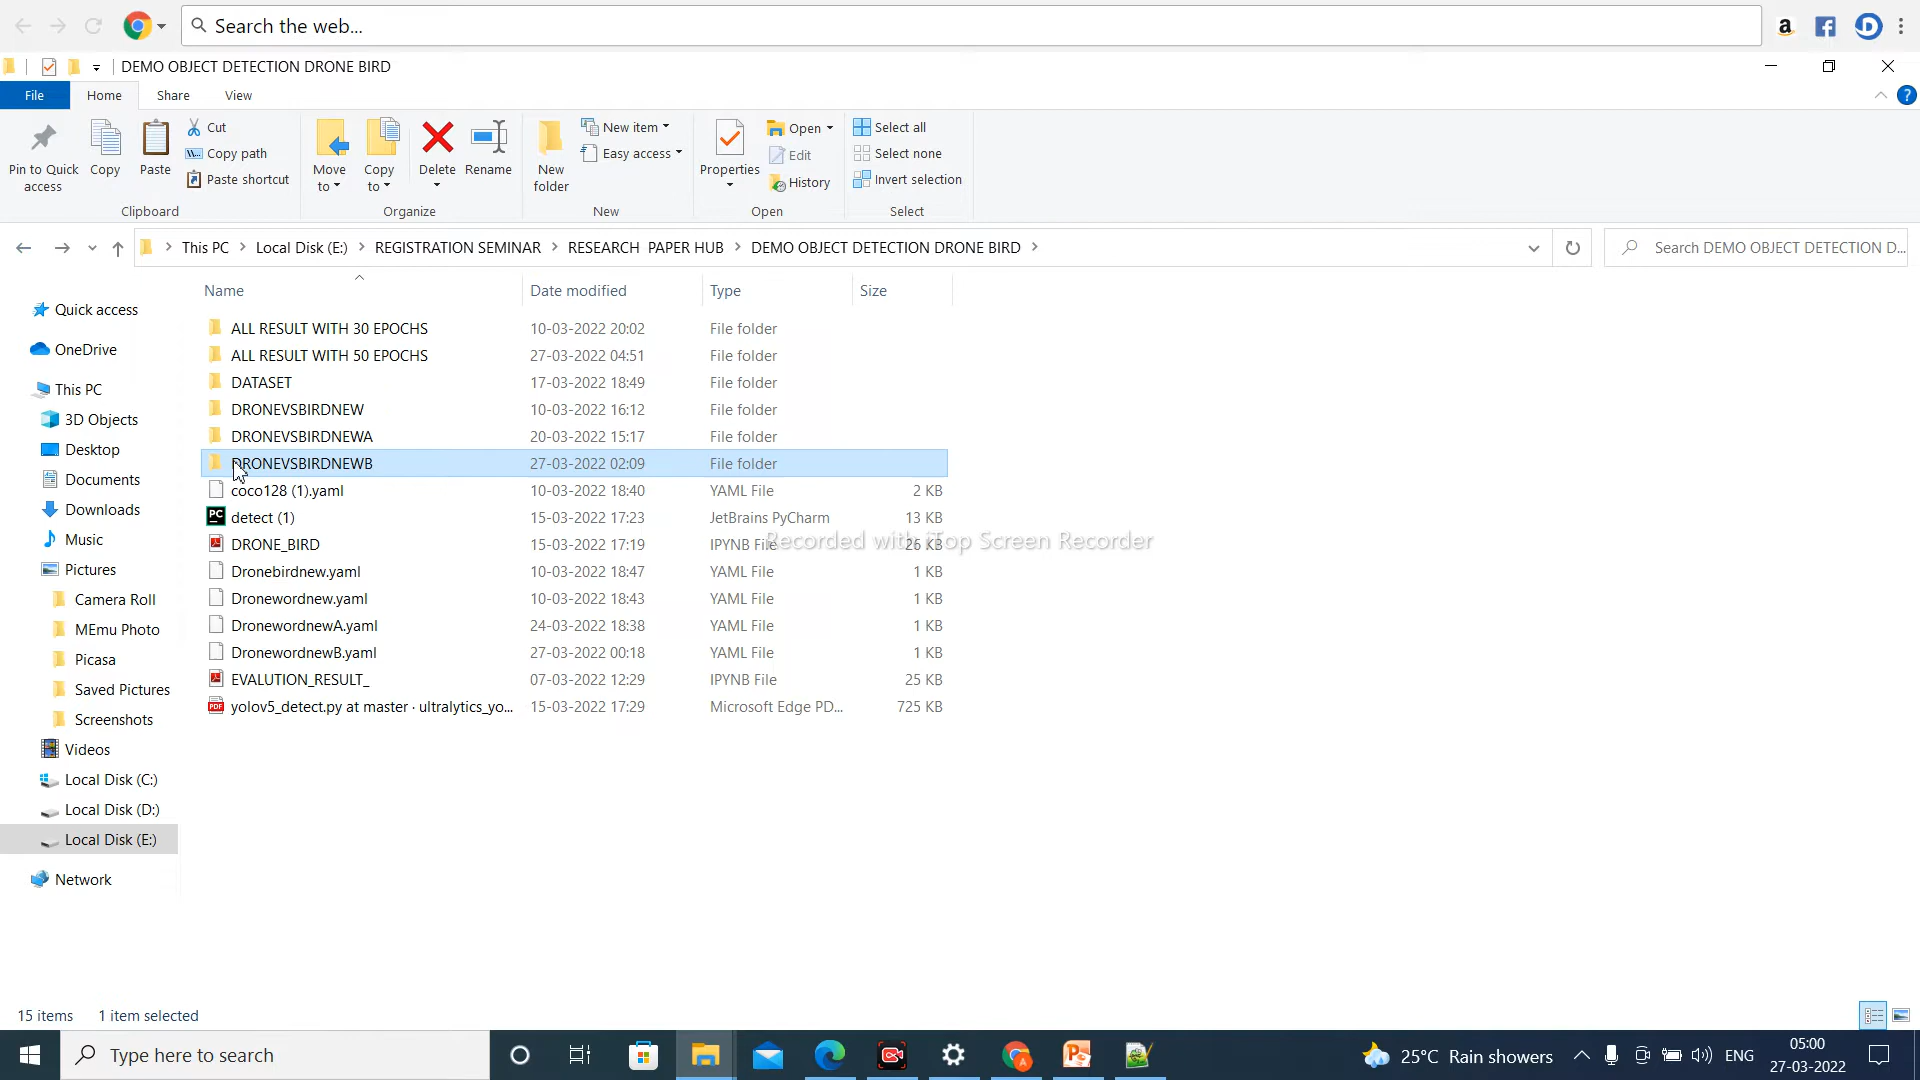 Search the web...
DEMO OBJECT DETECTION DRONE BIRD
File Home Share View
Pin to Quick access
Copy
Paste
Cut
Copy path
Paste shortcut
Move to
Copy to
Delete
Rename
New folder
New item
Easy access
Properties
Open
Edit
History
Select all
Select none
Invert selection
Clipboard Organize New Open Select
This PC Local Disk (E:) REGISTRATION SEMINAR RESEARCH PAPER HUB DEMO OBJECT DETECTION DRONE BIRD
Search DEMO OBJECT DETECTION D...
Quick access
OneDrive
This PC
3D Objects
Desktop
Documents
Downloads
Music
Pictures
Camera Roll
MEmu Photo
Picasa
Saved Pictures
Screenshots
Videos
Local Disk (C:)
Local Disk (D:)
Local Disk (E:)
Network
Name Date modified Type Size
ALL RESULT WITH 30 EPOCHS 10-03-2022 20:02 File folder
ALL RESULT WITH 50 EPOCHS 27-03-2022 04:51 File folder
DATASET 17-03-2022 18:49 File folder
DRONEVSBIRDNEW 10-03-2022 16:12 File folder
DRONEVSBIRDNEWA 20-03-2022 15:17 File folder
DRONEVSBIRDNEWB 27-03-2022 02:09 File folder
coco128 (1).yaml 10-03-2022 18:40 YAML File 2 KB
detect (1) 15-03-2022 17:23 JetBrains PyCharm 13 KB
DRONE_BIRD 15-03-2022 17:19 IPYNB File 26 KB
Recorded with iTop Screen Recorder
Dronebirdnew.yaml 10-03-2022 18:47 YAML File 1 KB
Dronewordnew.yaml 10-03-2022 18:43 YAML File 1 KB
DronewordnewA.yaml 24-03-2022 18:38 YAML File 1 KB
DronewordnewB.yaml 27-03-2022 00:18 YAML File 1 KB
EVALUTION_RESULT_ 07-03-2022 12:29 IPYNB File 25 KB
yolov5_detect.py at master · ultralytics_yo... 15-03-2022 17:29 Microsoft Edge PD... 725 KB
15 items 1 item selected
Type here to search
25°C Rain showers
ENG
05:00
27-03-2022